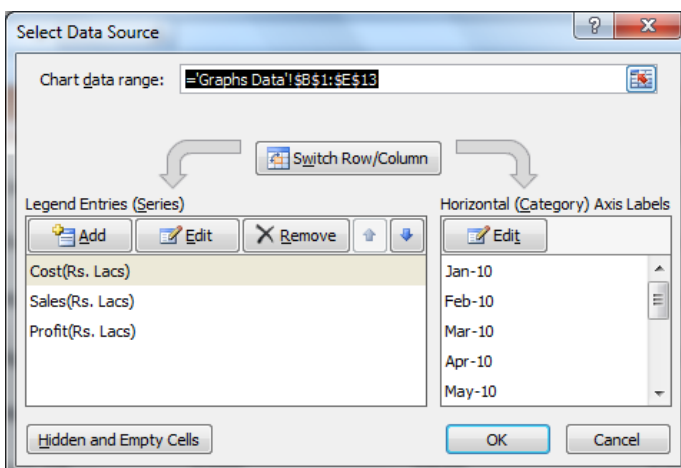 Select Data Source
Chart data range: ='Graphs Data'!$B$1:$E$13
Switch Row/Column
Legend Entries (Series)
Add Edit Remove
Cost(Rs. Lacs)
Sales(Rs. Lacs)
Profit(Rs. Lacs)
Horizontal (Category) Axis Labels
Edit
Jan-10
Feb-10
Mar-10
Apr-10
May-10
Hidden and Empty Cells
OK Cancel